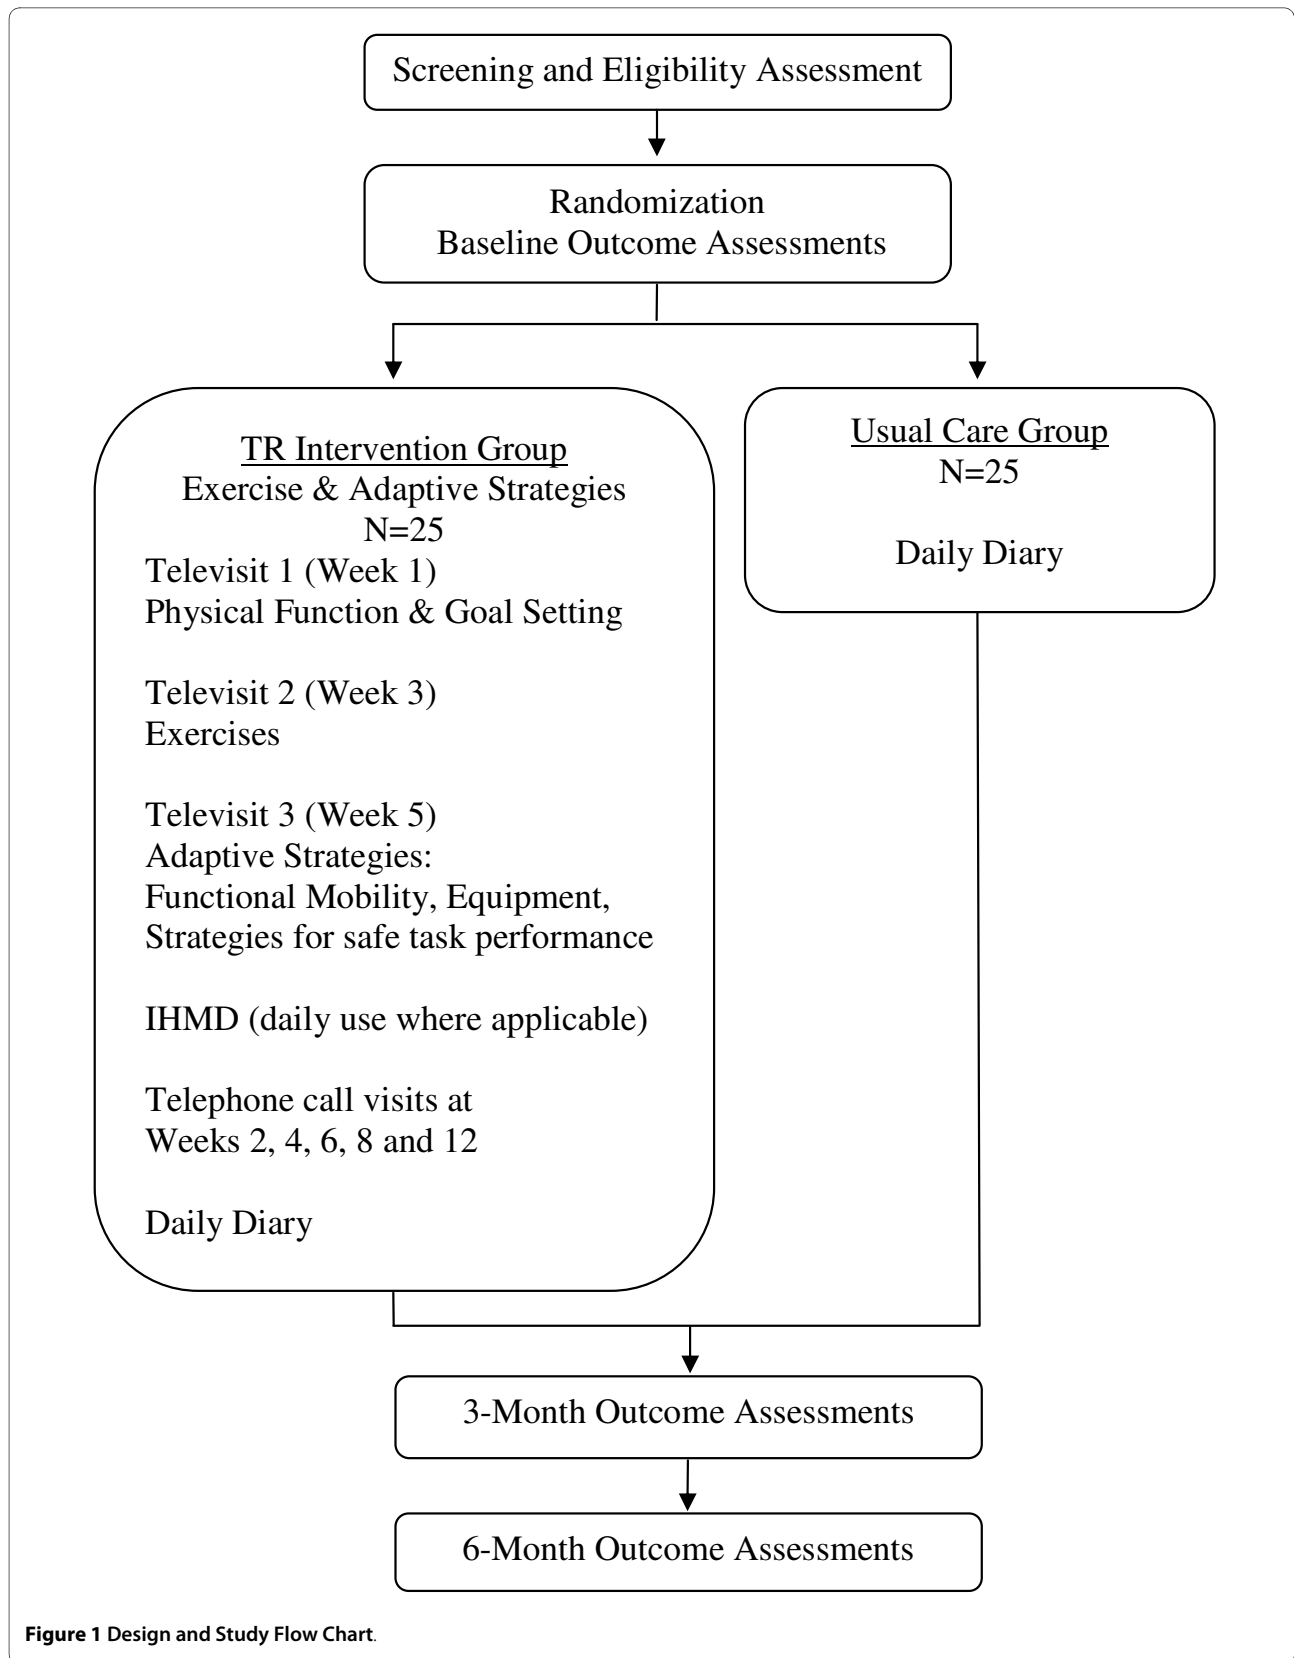 Screening and Eligibility Assessment
Randomization
Baseline Outcome Assessments
TR Intervention Group
Exercise & Adaptive Strategies
N=25
Televisit 1 (Week 1)
Physical Function & Goal Setting
Televisit 2 (Week 3)
Exercises
Televisit 3 (Week 5)
Adaptive Strategies:
Functional Mobility, Equipment,
Strategies for safe task performance
IHMD (daily use where applicable)
Telephone call visits at
Weeks 2, 4, 6, 8 and 12
Daily Diary
Usual Care Group
N=25
Daily Diary
3-Month Outcome Assessments
6-Month Outcome Assessments
Figure 1 Design and Study Flow Chart.